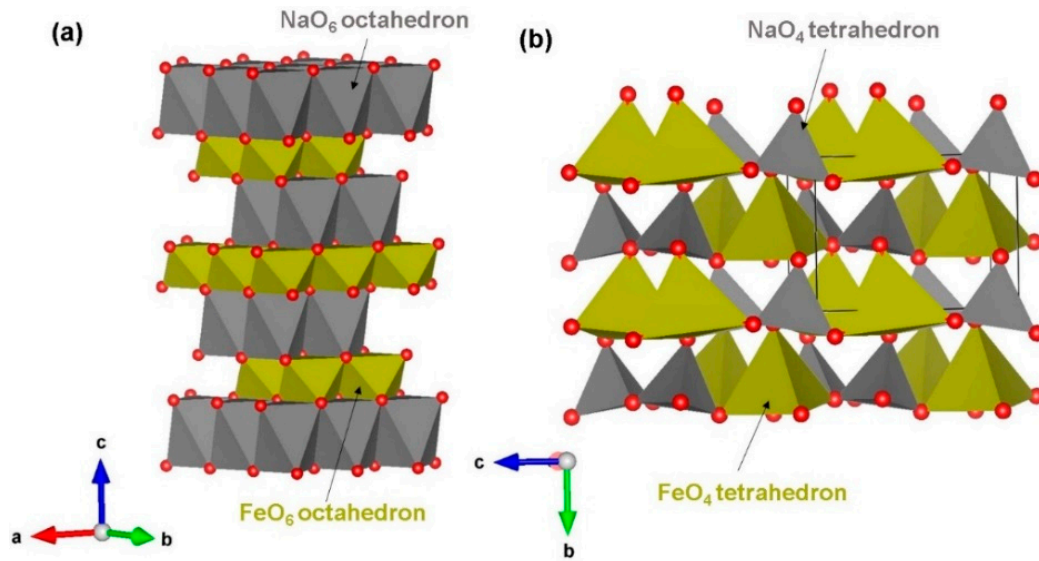 (a)
NaO₆ octahedron
(b)
NaO₄ tetrahedron
FeO₆ octahedron
FeO₄ tetrahedron
c
a
b
c
b